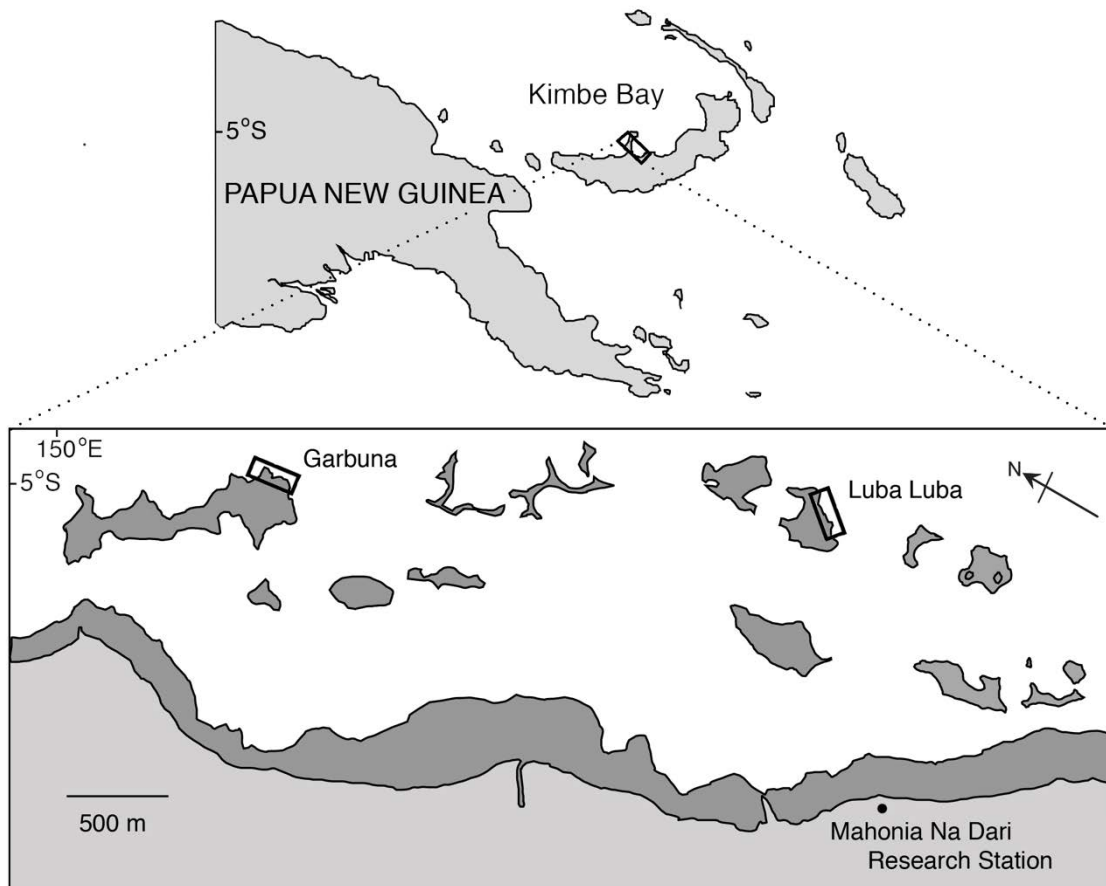 Kimbe Bay
5°S
PAPUA NEW GUINEA
150°E
5°S
Garbuna
N
Luba Luba
500 m
Mahonia Na Dari
Research Station